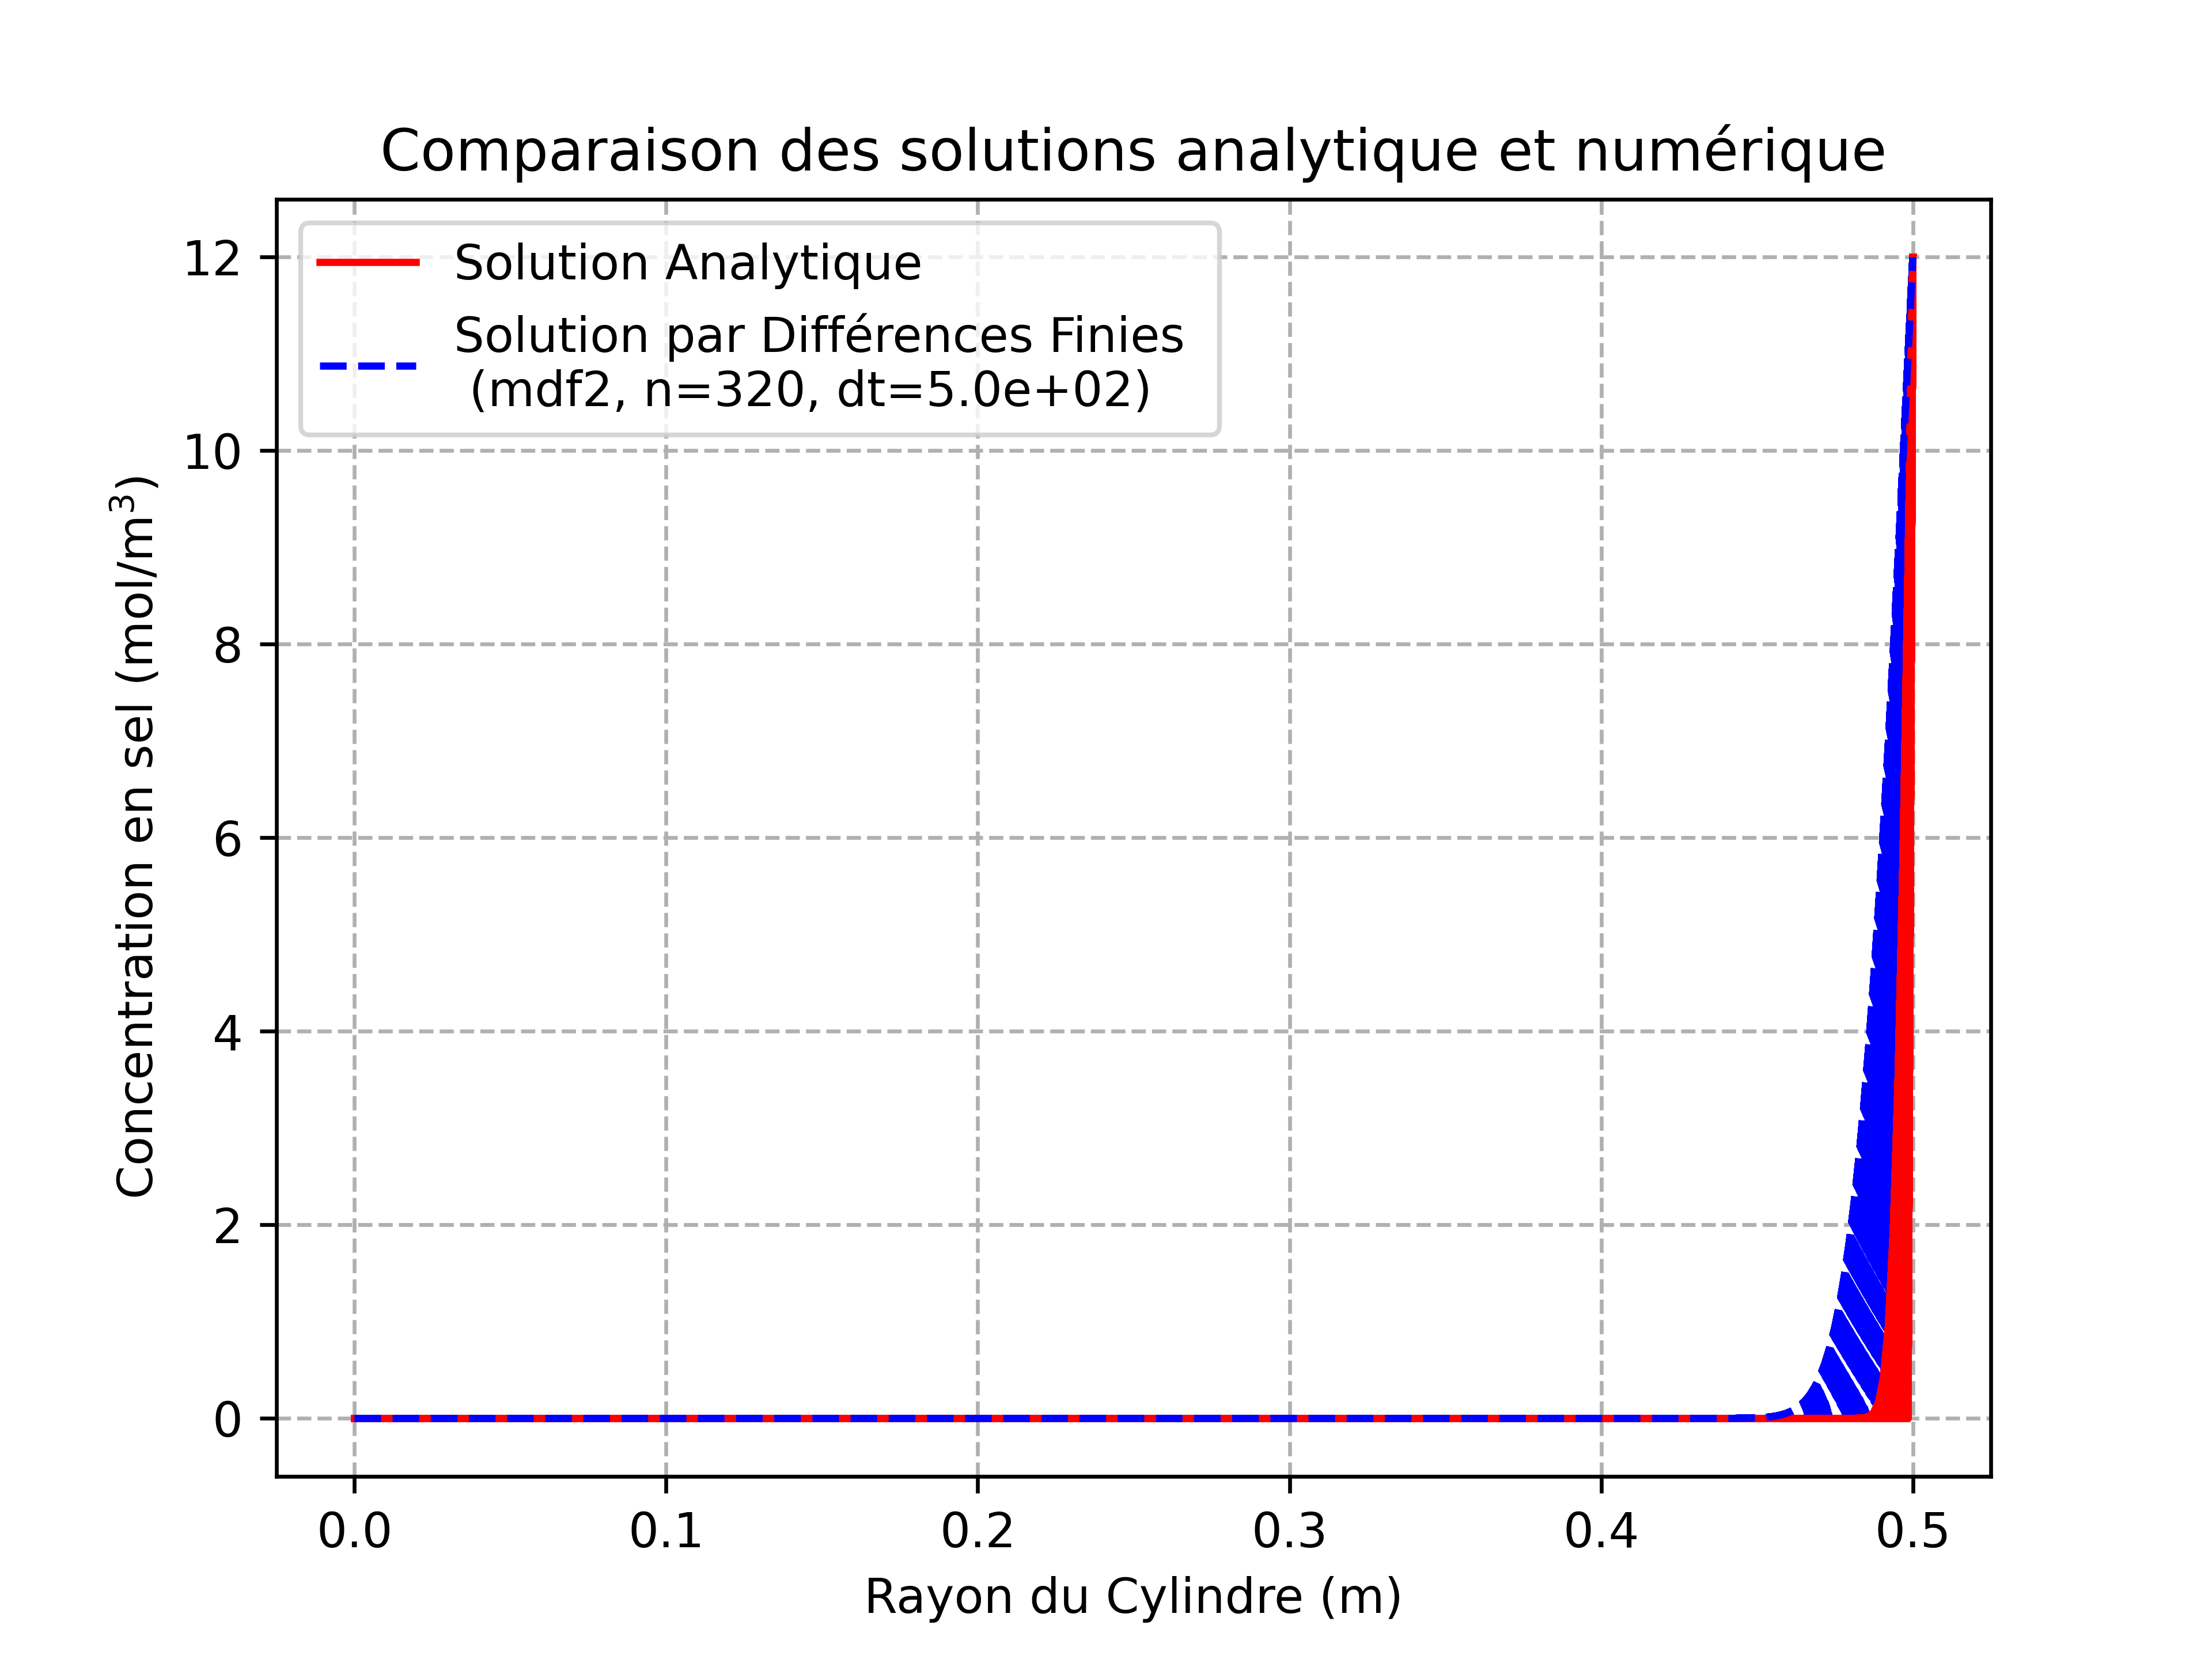 Comparaison des solutions analytique et numérique
Solution Analytique
Solution par Différences Finies
(mdf2, n=320, dt=5.0e+02)
Concentration en sel (mol/m³)
12
10
8
6
4
2
0
0.0 0.1 0.2 0.3 0.4 0.5
Rayon du Cylindre (m)